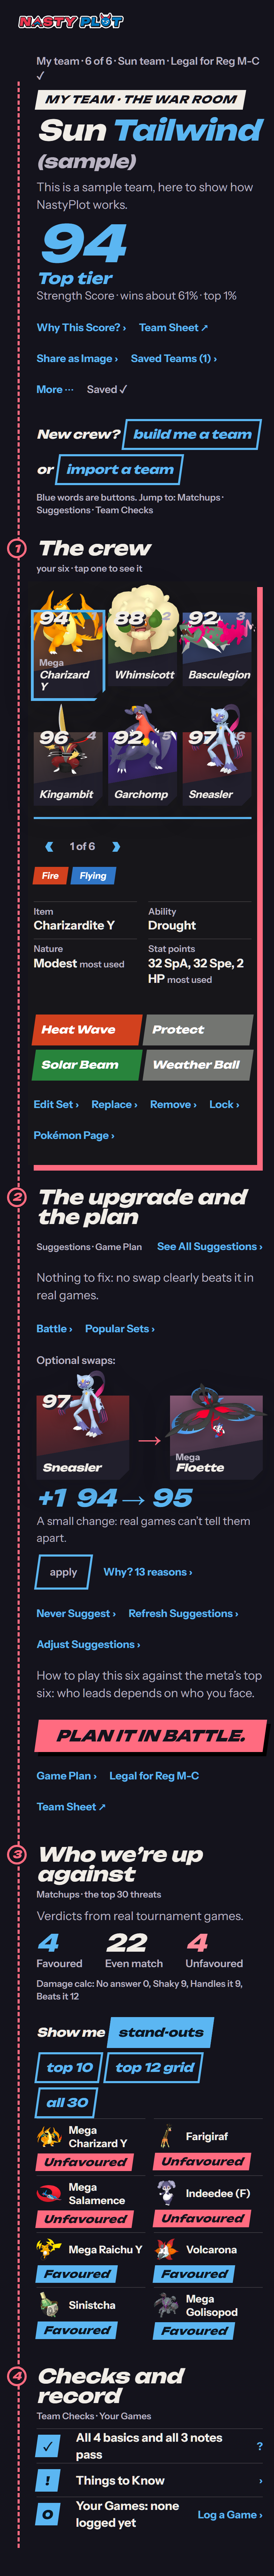 NASTY PLOT
My team · 6 of 6 · Sun team · Legal for Reg M-C
✓
MY TEAM · THE WAR ROOM
Sun Tailwind
(sample)
This is a sample team, here to show how
NastyPlot works.
94
Top tier
Strength Score · wins about 61% · top 1%
Why This Score? › Team Sheet ↗
Share as Image › Saved Teams (1) ›
More ··· Saved ✓
New crew? build me a team
or import a team
Blue words are buttons. Jump to: Matchups ·
Suggestions · Team Checks
1 The crew
your six · tap one to see it
94
Mega
Charizard
Y
88 2
Whimsicott
92 3
Basculegion
96 4
Kingambit
92 5
Garchomp
97 6
Sneasler
❮ 1 of 6 ❯
Fire Flying
Item Ability
Charizardite Y Drought
Nature Stat points
Modest most used 32 SpA, 32 Spe, 2
HP most used
Heat Wave Protect
Solar Beam Weather Ball
Edit Set › Replace › Remove › Lock ›
Pokémon Page ›
2 The upgrade and
the plan
Suggestions · Game Plan See All Suggestions ›
Nothing to fix: no swap clearly beats it in
real games.
Battle › Popular Sets ›
Optional swaps:
97
Sneasler
→
Mega
Floette
+1 94 → 95
A small change: real games can't tell them
apart.
apply Why? 13 reasons ›
Never Suggest › Refresh Suggestions ›
Adjust Suggestions ›
How to play this six against the meta's top
six: who leads depends on who you face.
PLAN IT IN BATTLE.
Game Plan › Legal for Reg M-C
Team Sheet ↗
3 Who we're up
against
Matchups · the top 30 threats
Verdicts from real tournament games.
4 22 4
Favoured Even match Unfavoured
Damage calc: No answer 0, Shaky 9, Handles it 9,
Beats it 12
Show me stand-outs
top 10 top 12 grid
all 30
Mega
Charizard Y
Unfavoured
Farigiraf
Unfavoured
Mega
Salamence
Unfavoured
Indeedee (F)
Unfavoured
Mega Raichu Y
Favoured
Volcarona
Favoured
Sinistcha
Favoured
Mega
Golisopod
Favoured
4 Checks and
record
Team Checks · Your Games
✓ All 4 basics and all 3 notes
pass ?
! Things to Know ›
O Your Games: none
logged yet Log a Game ›